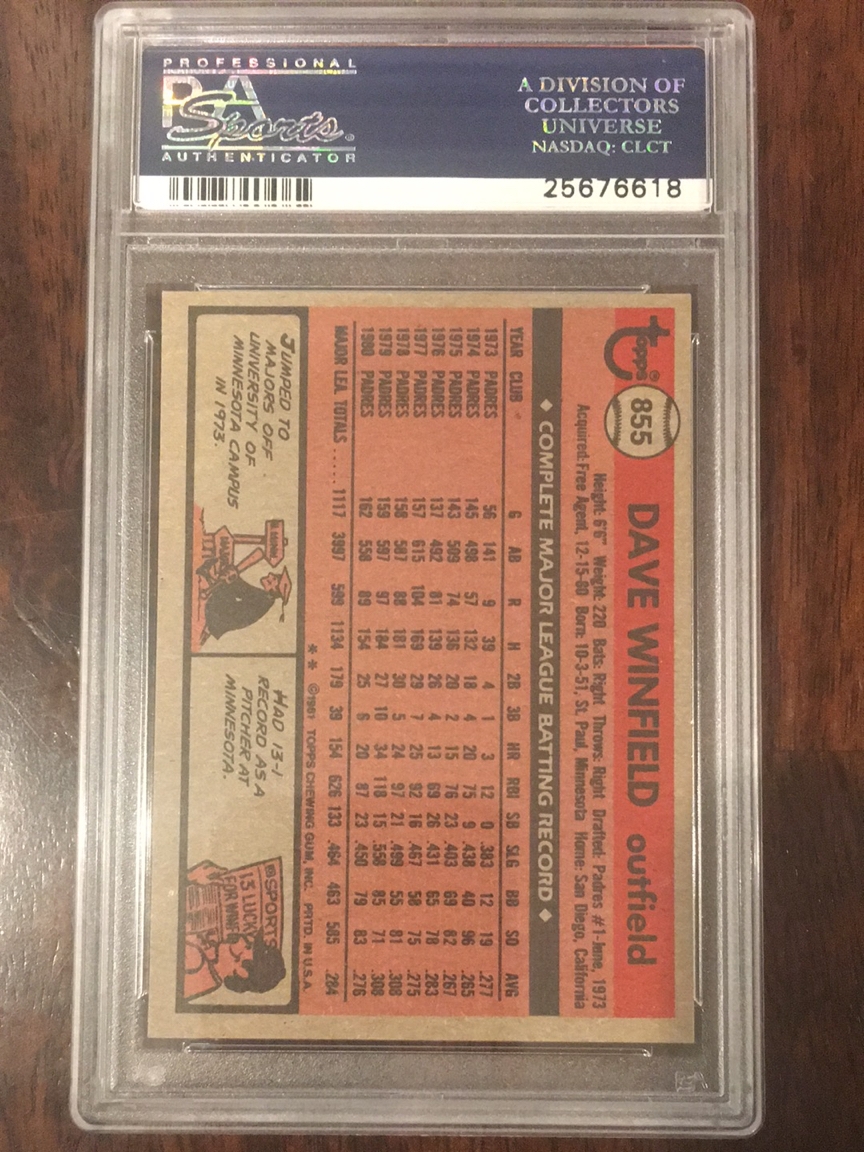 PROFESSIONAL
PSA
Sports
AUTHENTICATOR
A DIVISION OF
COLLECTORS
UNIVERSE
NASDAQ: CLCT
25676618
topps®
855
DAVE WINFIELD outfield
Height: 6'6" Weight: 220 Bats: Right Throws: Right Drafted: Padres #1-June, 1973
Acquired: Free Agent, 12-15-80 Born: 10-3-51, St. Paul, Minnesota Home: San Diego, California
◆ COMPLETE MAJOR LEAGUE BATTING RECORD ◆
YEAR CLUB G AB R H 2B 3B HR RBI SB SLG BB SO AVG
1973 PADRES 56 141 9 39 4 1 3 12 0 .383 12 19 .277
1974 PADRES 145 498 57 132 18 4 20 75 9 .438 40 96 .265
1975 PADRES 143 509 74 136 20 2 15 76 23 .403 69 82 .267
1976 PADRES 137 492 81 139 26 4 13 69 26 .431 65 78 .283
1977 PADRES 157 615 104 169 29 7 25 92 16 .467 58 75 .275
1978 PADRES 158 587 88 181 30 5 24 97 21 .499 55 81 .308
1979 PADRES 159 597 97 184 27 10 34 118 15 .558 85 71 .308
1980 PADRES 162 558 89 154 25 6 20 87 23 .450 79 83 .276
MAJOR LEA. TOTALS ..... 1117 3997 599 1134 179 39 154 626 133 .464 463 585 .284
** ©1981 TOPPS CHEWING GUM, INC. PRTD. IN U.S.A.
JUMPED TO
MAJORS OFF
UNIVERSITY OF
MINNESOTA CAMPUS
IN 1973.
HAD 13-1
RECORD AS A
PITCHER AT
MINNESOTA.
SPORTS
13 LUCKY
FOR WINFI